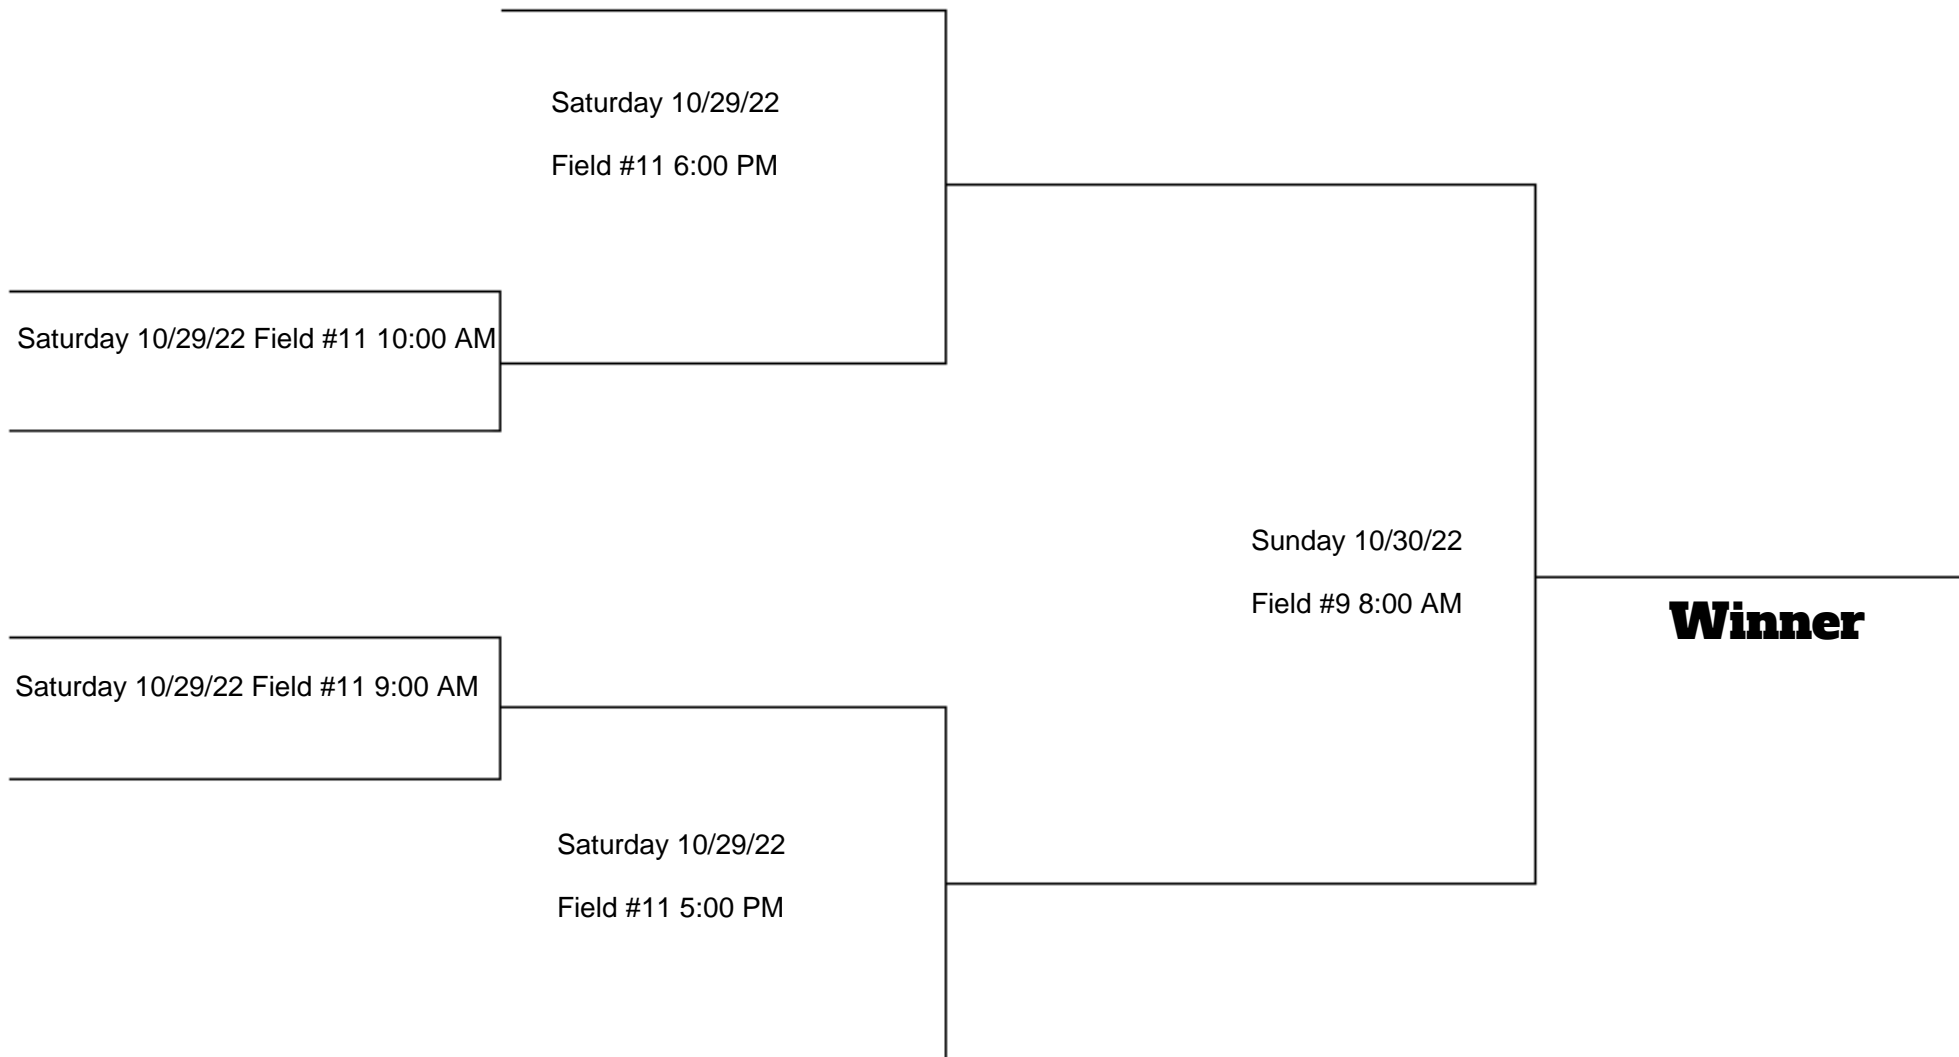 Saturday 10/29/22
Field #11 6:00 PM
Saturday 10/29/22 Field #11 10:00 AM
Sunday 10/30/22
Field #9 8:00 AM
Winner
Saturday 10/29/22 Field #11 9:00 AM
Saturday 10/29/22
Field #11 5:00 PM